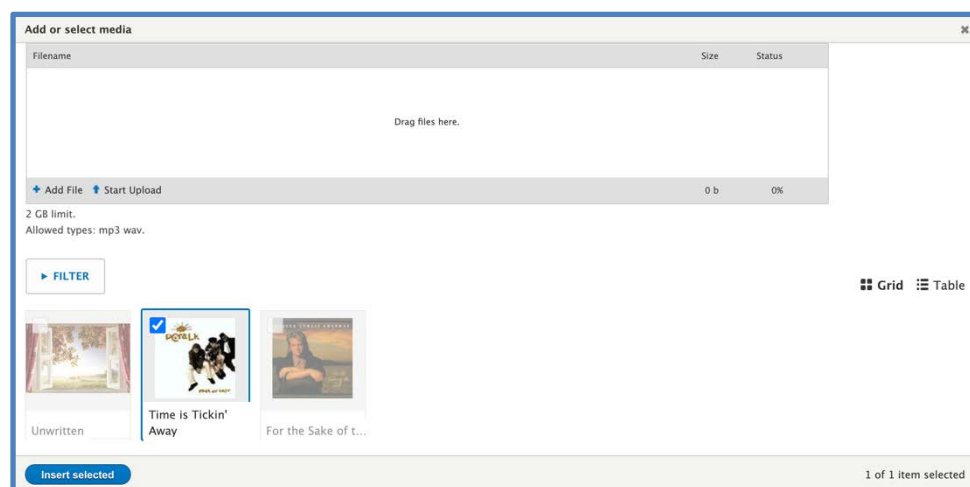 Add or select media
Filename Size Status
Drag files here.
Add File Start Upload 0 b 0%
2 GB limit.
Allowed types: mp3 wav.
FILTER
Grid Table
Unwritten
Time is Tickin'
Away
For the Sake of t...
Insert selected 1 of 1 item selected